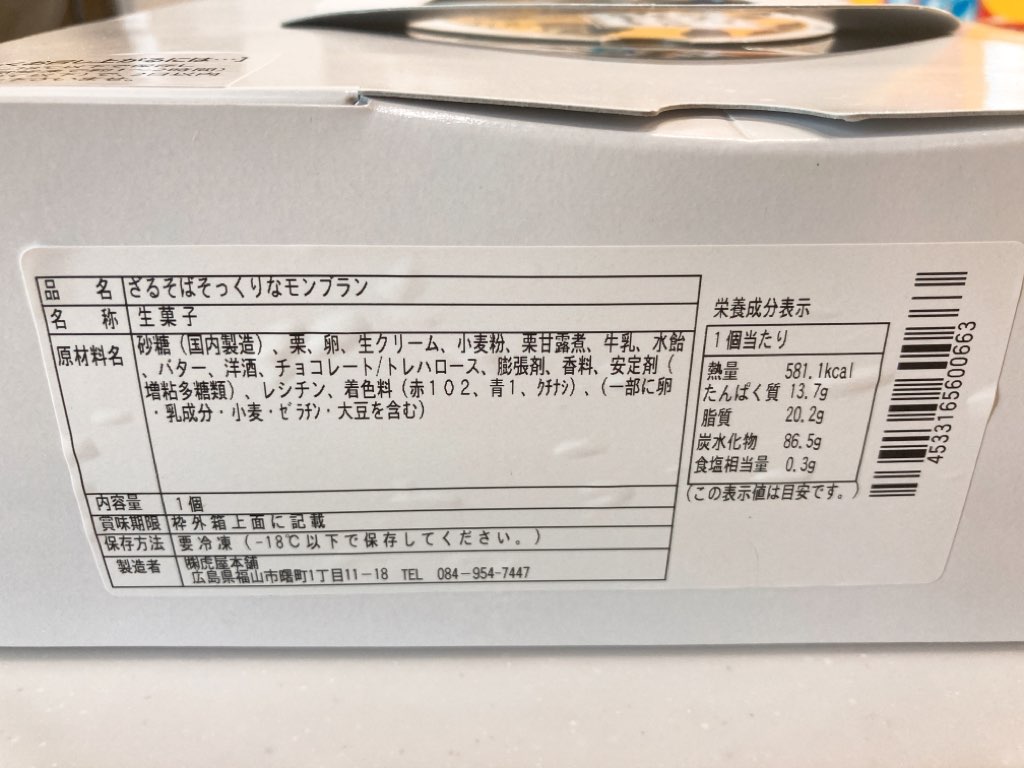 品名 ざるそばそっくりなモンブラン
名称 生菓子
原材料名 砂糖（国内製造）、栗、卵、生クリーム、小麦粉、栗甘露煮、牛乳、水飴
、バター、洋酒、チョコレート/トレハロース、膨張剤、香料、安定剤（
増粘多糖類）、レシチン、着色料（赤１０２、青１、ｸﾁﾅｼ）、（一部に卵
・乳成分・小麦・ｾﾞﾗﾁﾝ・大豆を含む）
内容量 1個
賞味期限 枠外箱上面に記載
保存方法 要冷凍（-18℃以下で保存してください。）
製造者 ㈱虎屋本舗
広島県福山市曙町1丁目11－18 TEL 084－954-7447
栄養成分表示
1個当たり
熱量 581.1kcal
たんぱく質 13.7g
脂質 20.2g
炭水化物 86.5g
食塩相当量 0.3g
（この表示値は目安です。）
4533165600663